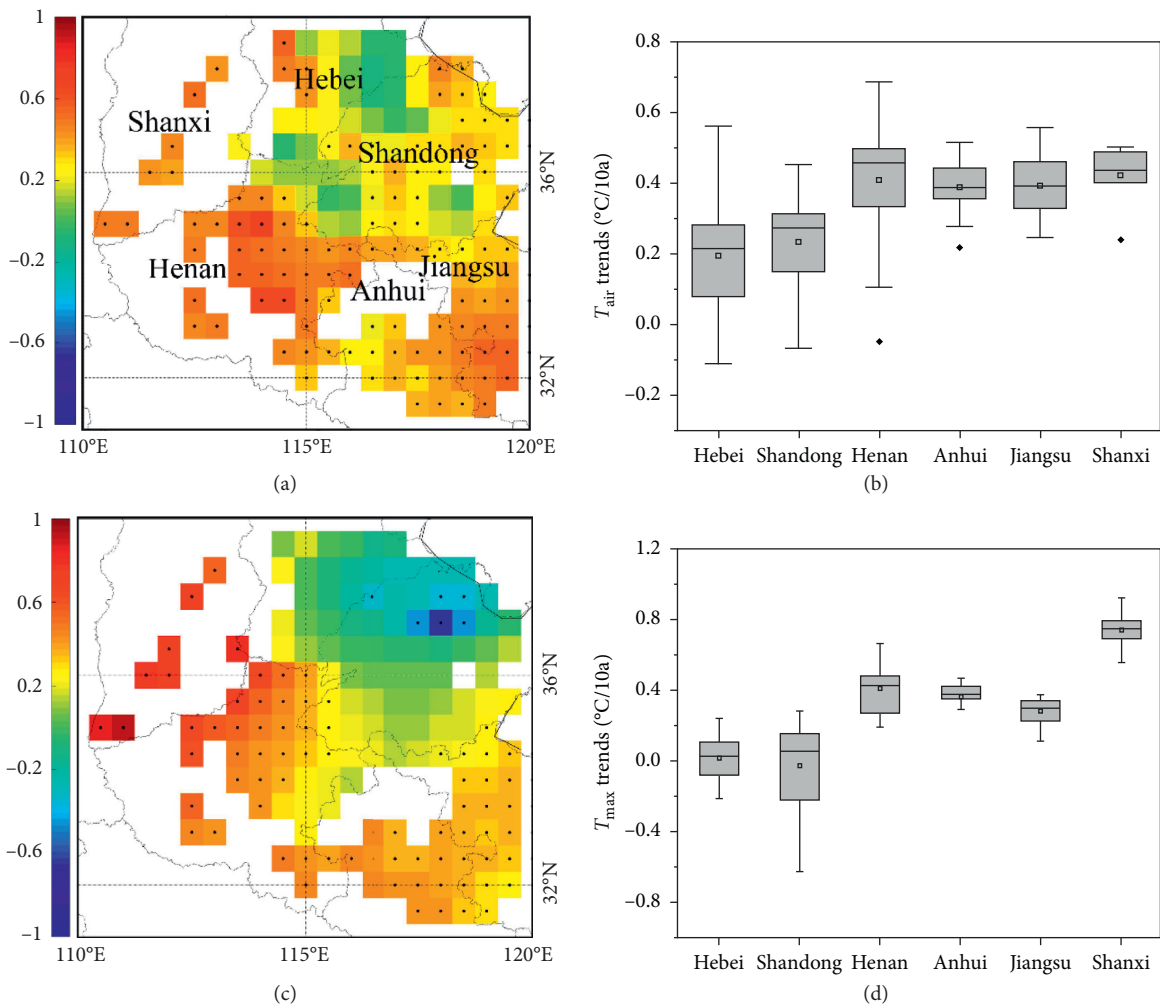 1
0.6
0.2
−0.2
−0.6
−1
Hebei
Shanxi
Shandong
Henan
Jiangsu
Anhui
36°N
32°N
110°E 115°E 120°E
(a)
T_air trends (°C/10a)
0.8
0.6
0.4
0.2
0.0
−0.2
Hebei Shandong Henan Anhui Jiangsu Shanxi
(b)
1
0.6
0.2
−0.2
−0.6
−1
36°N
32°N
110°E 115°E 120°E
(c)
T_max trends (°C/10a)
1.2
0.8
0.4
0.0
−0.4
−0.8
Hebei Shandong Henan Anhui Jiangsu Shanxi
(d)